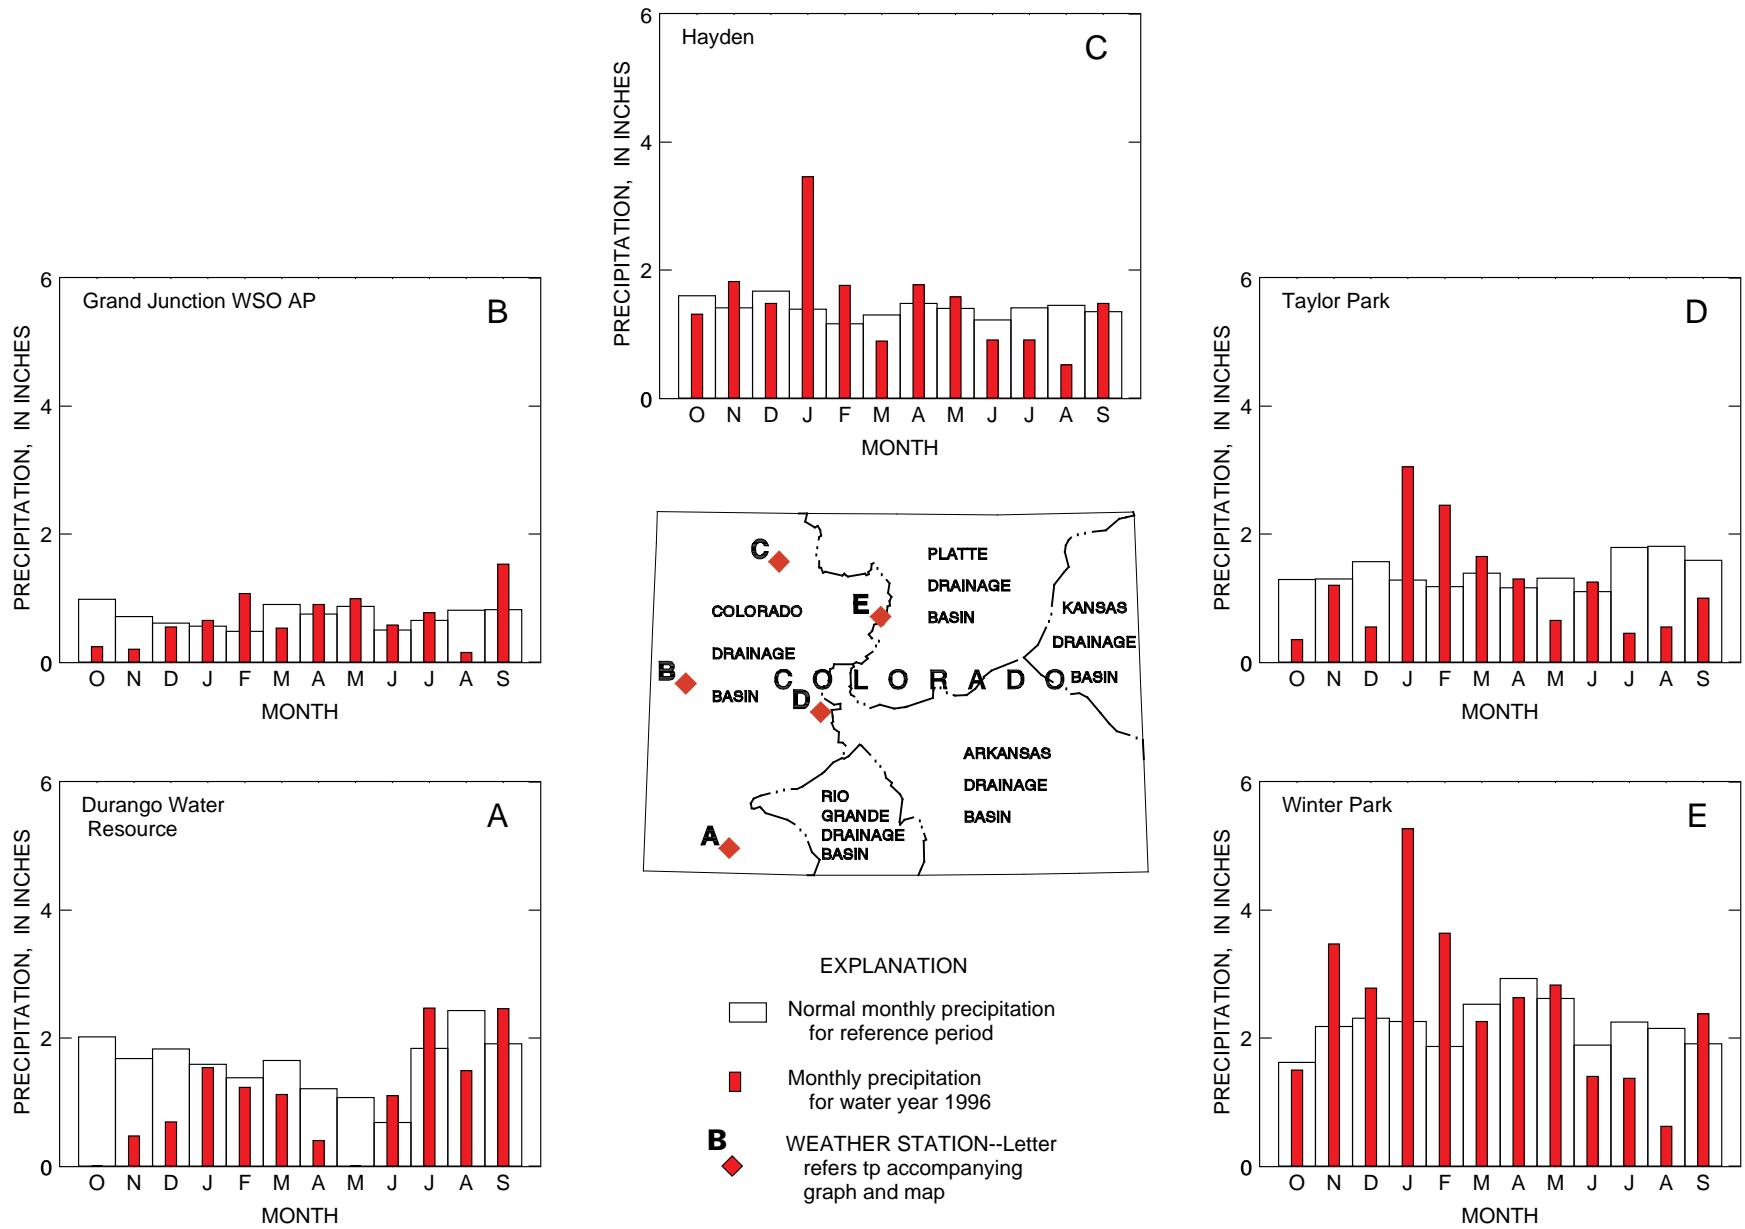 Hayden
C
PRECIPITATION, IN INCHES
6
4
2
0
O N D J F M A M J J A S
MONTH
Grand Junction WSO AP
B
PRECIPITATION, IN INCHES
6
4
2
0
O N D J F M A M J J A S
MONTH
Taylor Park
D
PRECIPITATION, IN INCHES
6
4
2
0
O N D J F M A M J J A S
MONTH
C
PLATTE
DRAINAGE
BASIN
E
COLORADO
DRAINAGE
BASIN
KANSAS
DRAINAGE
BASIN
B
COLORADO
D
ARKANSAS
DRAINAGE
BASIN
RIO
GRANDE
DRAINAGE
BASIN
A
Durango Water
Resource
A
PRECIPITATION, IN INCHES
6
4
2
0
O N D J F M A M J J A S
MONTH
EXPLANATION
Normal monthly precipitation
for reference period
Monthly precipitation
for water year 1996
B
WEATHER STATION--Letter
refers tp accompanying
graph and map
Winter Park
E
PRECIPITATION, IN INCHES
6
4
2
0
O N D J F M A M J J A S
MONTH